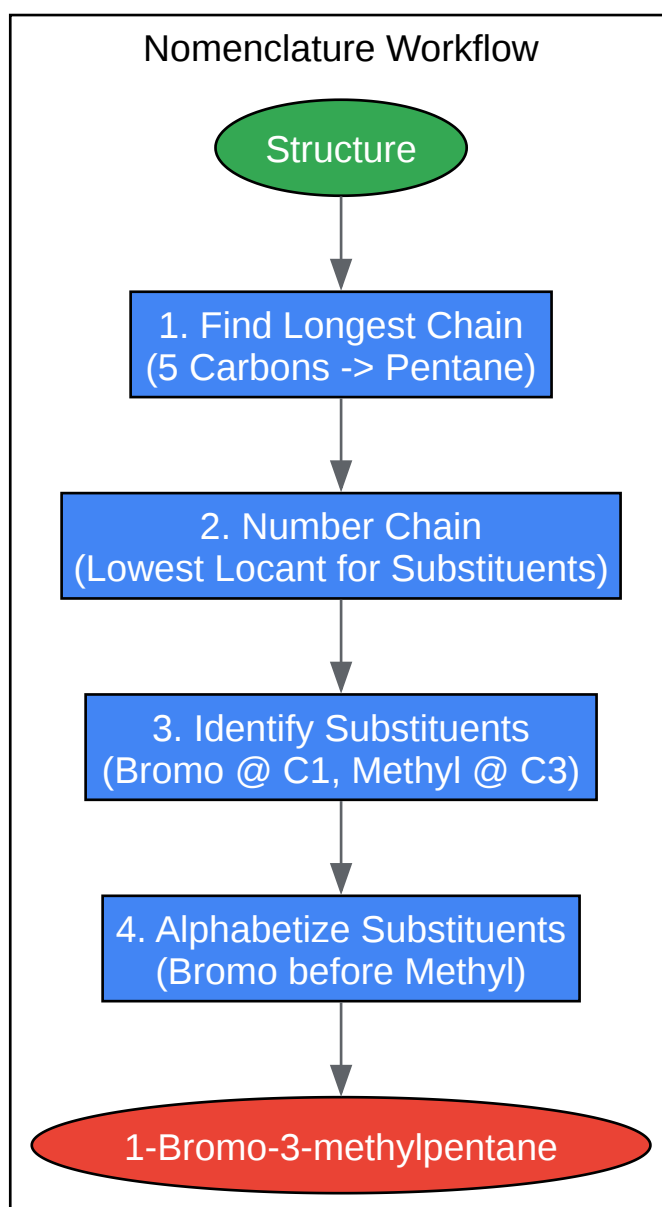 Nomenclature Workflow
Structure
1. Find Longest Chain
(5 Carbons -> Pentane)
2. Number Chain
(Lowest Locant for Substituents)
3. Identify Substituents
(Bromo @ C1, Methyl @ C3)
4. Alphabetize Substituents
(Bromo before Methyl)
1-Bromo-3-methylpentane